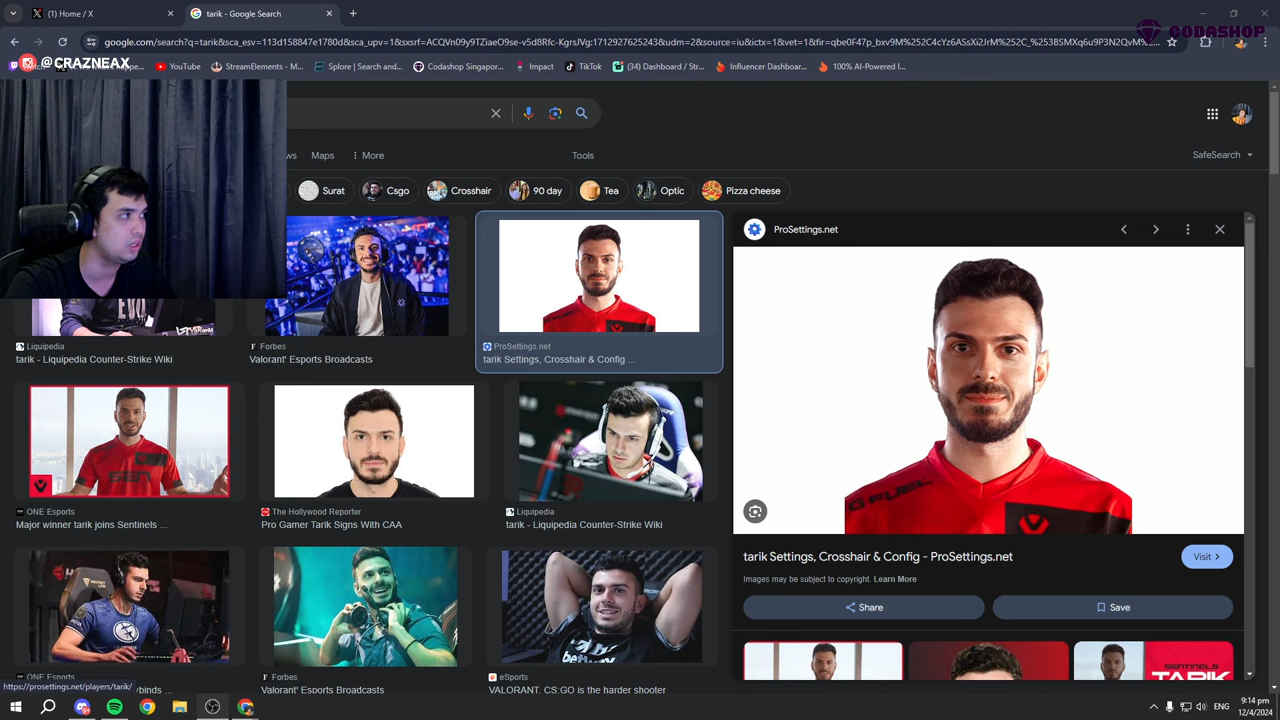 (1) Home / X
tarik - Google Search
CODASHOP
google.com/search?q=tarik&sca_esv=113d158847e1780d&sca_upv=1&sxsrf=ACQVn09y9TZiaeO9se-v5d8Rfc-KgrsJVg:1712927625243&udm=2&source=iu&ictx=1&vet=1&fir=qbe0F47p_bxv9M%252C4cYz6ASsXi2JrM%252C_%253BSMXq6u9P3N2QvM%...
@CRAZNEAX
YouTube
StreamElements - M...
Splore | Search and...
Codashop Singapor...
Impact
TikTok
(34) Dashboard / Str...
Influencer Dashboar...
100% AI-Powered I...
Maps
More
Tools
SafeSearch
Surat
Csgo
Crosshair
90 day
Tea
Optic
Pizza cheese
ProSettings.net
Liquipedia
tarik - Liquipedia Counter-Strike Wiki
Forbes
Valorant' Esports Broadcasts
ProSettings.net
tarik Settings, Crosshair & Config ...
ONE Esports
Major winner tarik joins Sentinels ...
The Hollywood Reporter
Pro Gamer Tarik Signs With CAA
Liquipedia
tarik - Liquipedia Counter-Strike Wiki
G FUEL
tarik Settings, Crosshair & Config - ProSettings.net
Visit
Images may be subject to copyright. Learn More
Share
Save
ONE Esports
Forbes
Valorant' Esports Broadcasts
eSports
VALORANT. CS:GO is the harder shooter
SENTINELS
TARIK
https://prosettings.net/players/tarik/
ENG
9:14 pm
12/4/2024